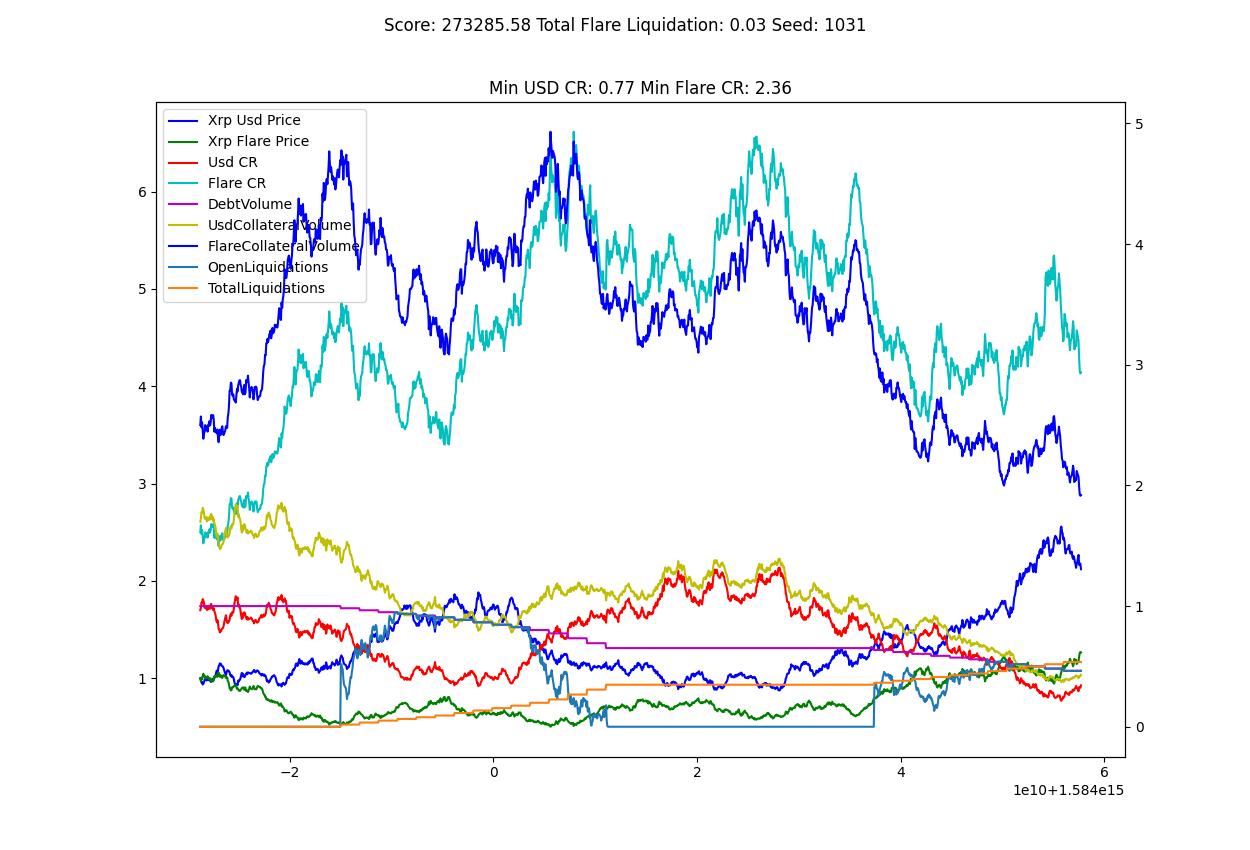 Score: 273285.58 Total Flare Liquidation: 0.03 Seed: 1031
Min USD CR: 0.77 Min Flare CR: 2.36
Xrp Usd Price
Xrp Flare Price
Usd CR
Flare CR
DebtVolume
UsdCollateralVolume
FlareCollateralVolume
OpenLiquidations
TotalLiquidations
6
5
4
3
2
1
5
4
3
2
1
0
−2
0
2
4
6
1e10+1.584e15